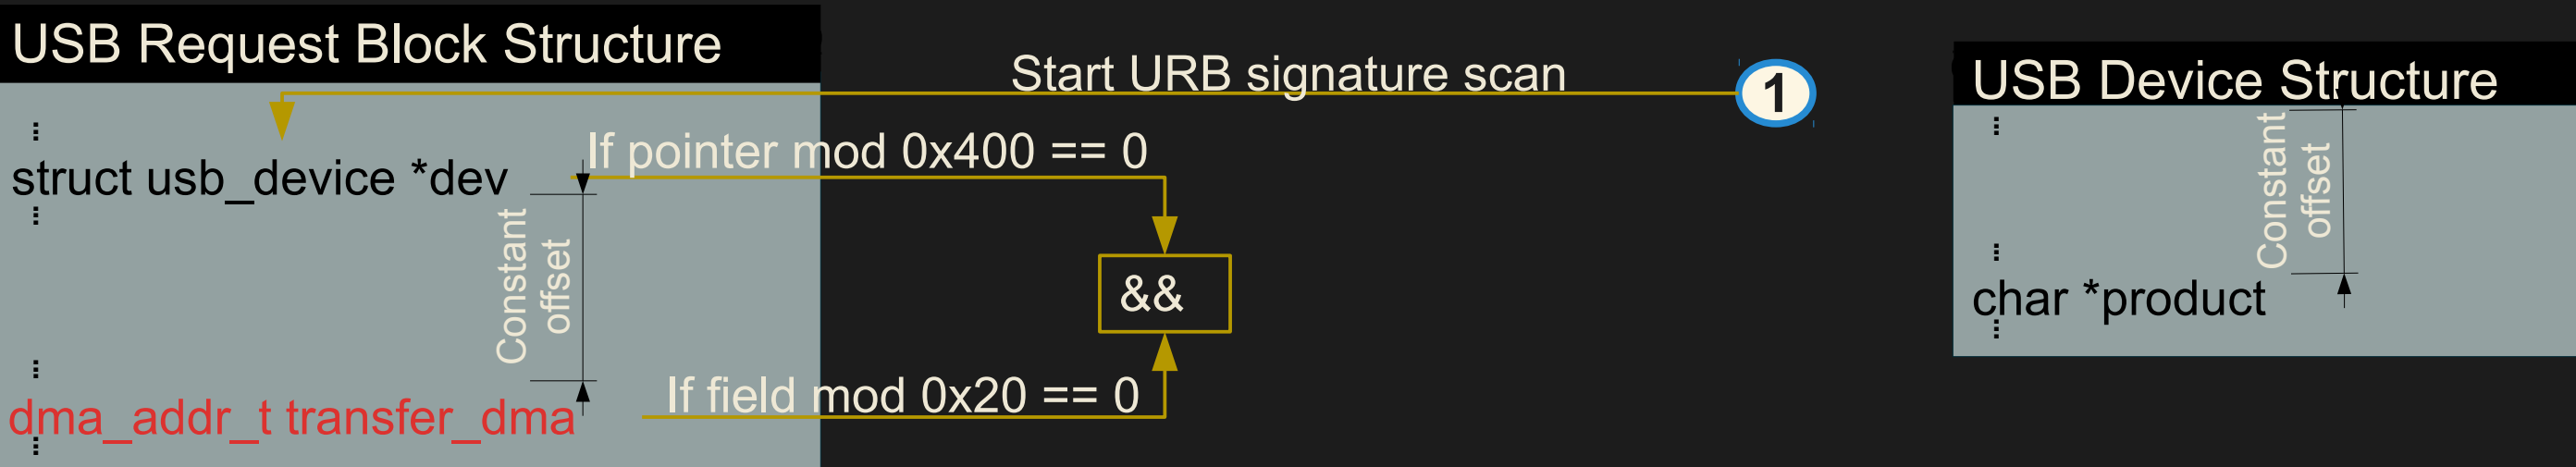 USB Request Block Structure
⋮
struct usb_device *dev
⋮
Constant
offset
⋮
dma_addr_t transfer_dma
⋮
Start URB signature scan
1
If pointer mod 0x400 == 0
&&
If field mod 0x20 == 0
USB Device Structure
⋮
Constant
offset
⋮
char *product
⋮